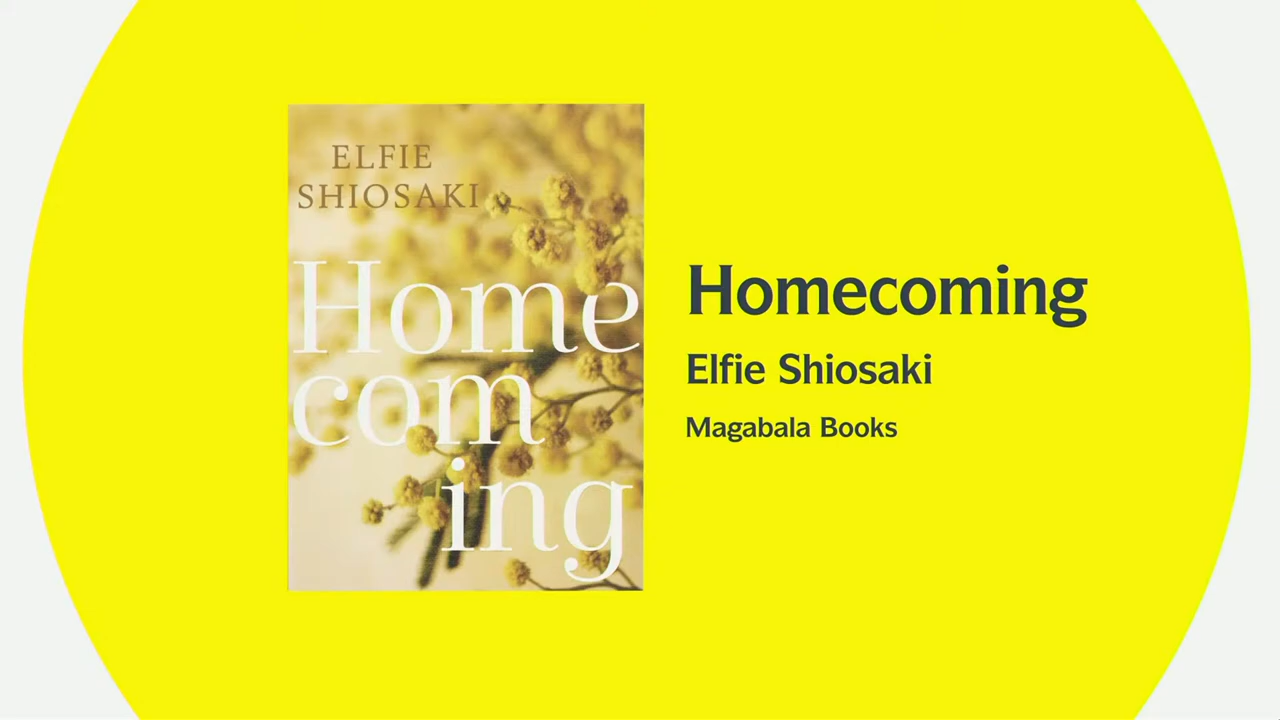 ELFIE
SHIOSAKI
Home
com
ing
Homecoming
Elfie Shiosaki
Magabala Books